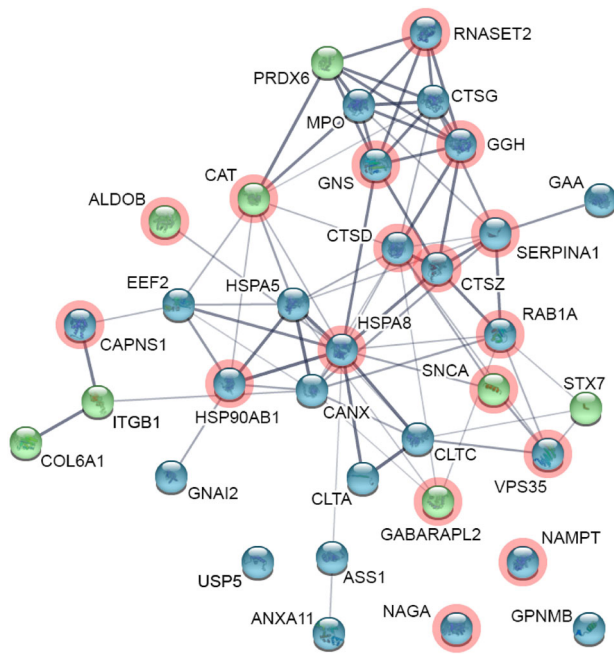 RNASET2
PRDX6
CTSG
MPO
GGH
CAT
GNS
GAA
ALDOB
CTSD
SERPINA1
CTSZ
EEF2
HSPA5
HSPA8
RAB1A
CAPNS1
SNCA
STX7
HSP90AB1
CANX
ITGB1
CLTC
COL6A1
VPS35
GNAI2
CLTA
GABARAPL2
NAMPT
USP5
ASS1
ANXA11
NAGA
GPNMB